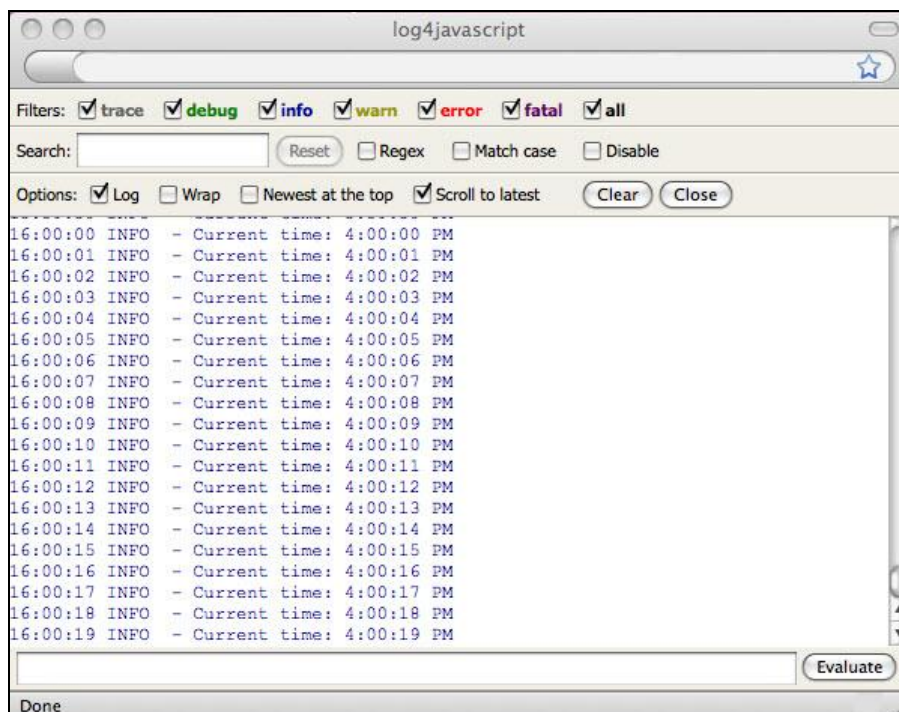 log4javascript
Filters: trace debug info warn error fatal all
Search: Reset Regex Match case Disable
Options: Log Wrap Newest at the top Scroll to latest Clear Close
16:00:00 INFO - Current time: 4:00:00 PM
16:00:01 INFO - Current time: 4:00:01 PM
16:00:02 INFO - Current time: 4:00:02 PM
16:00:03 INFO - Current time: 4:00:03 PM
16:00:04 INFO - Current time: 4:00:04 PM
16:00:05 INFO - Current time: 4:00:05 PM
16:00:06 INFO - Current time: 4:00:06 PM
16:00:07 INFO - Current time: 4:00:07 PM
16:00:08 INFO - Current time: 4:00:08 PM
16:00:09 INFO - Current time: 4:00:09 PM
16:00:10 INFO - Current time: 4:00:10 PM
16:00:11 INFO - Current time: 4:00:11 PM
16:00:12 INFO - Current time: 4:00:12 PM
16:00:13 INFO - Current time: 4:00:13 PM
16:00:14 INFO - Current time: 4:00:14 PM
16:00:15 INFO - Current time: 4:00:15 PM
16:00:16 INFO - Current time: 4:00:16 PM
16:00:17 INFO - Current time: 4:00:17 PM
16:00:18 INFO - Current time: 4:00:18 PM
16:00:19 INFO - Current time: 4:00:19 PM
Evaluate
Done